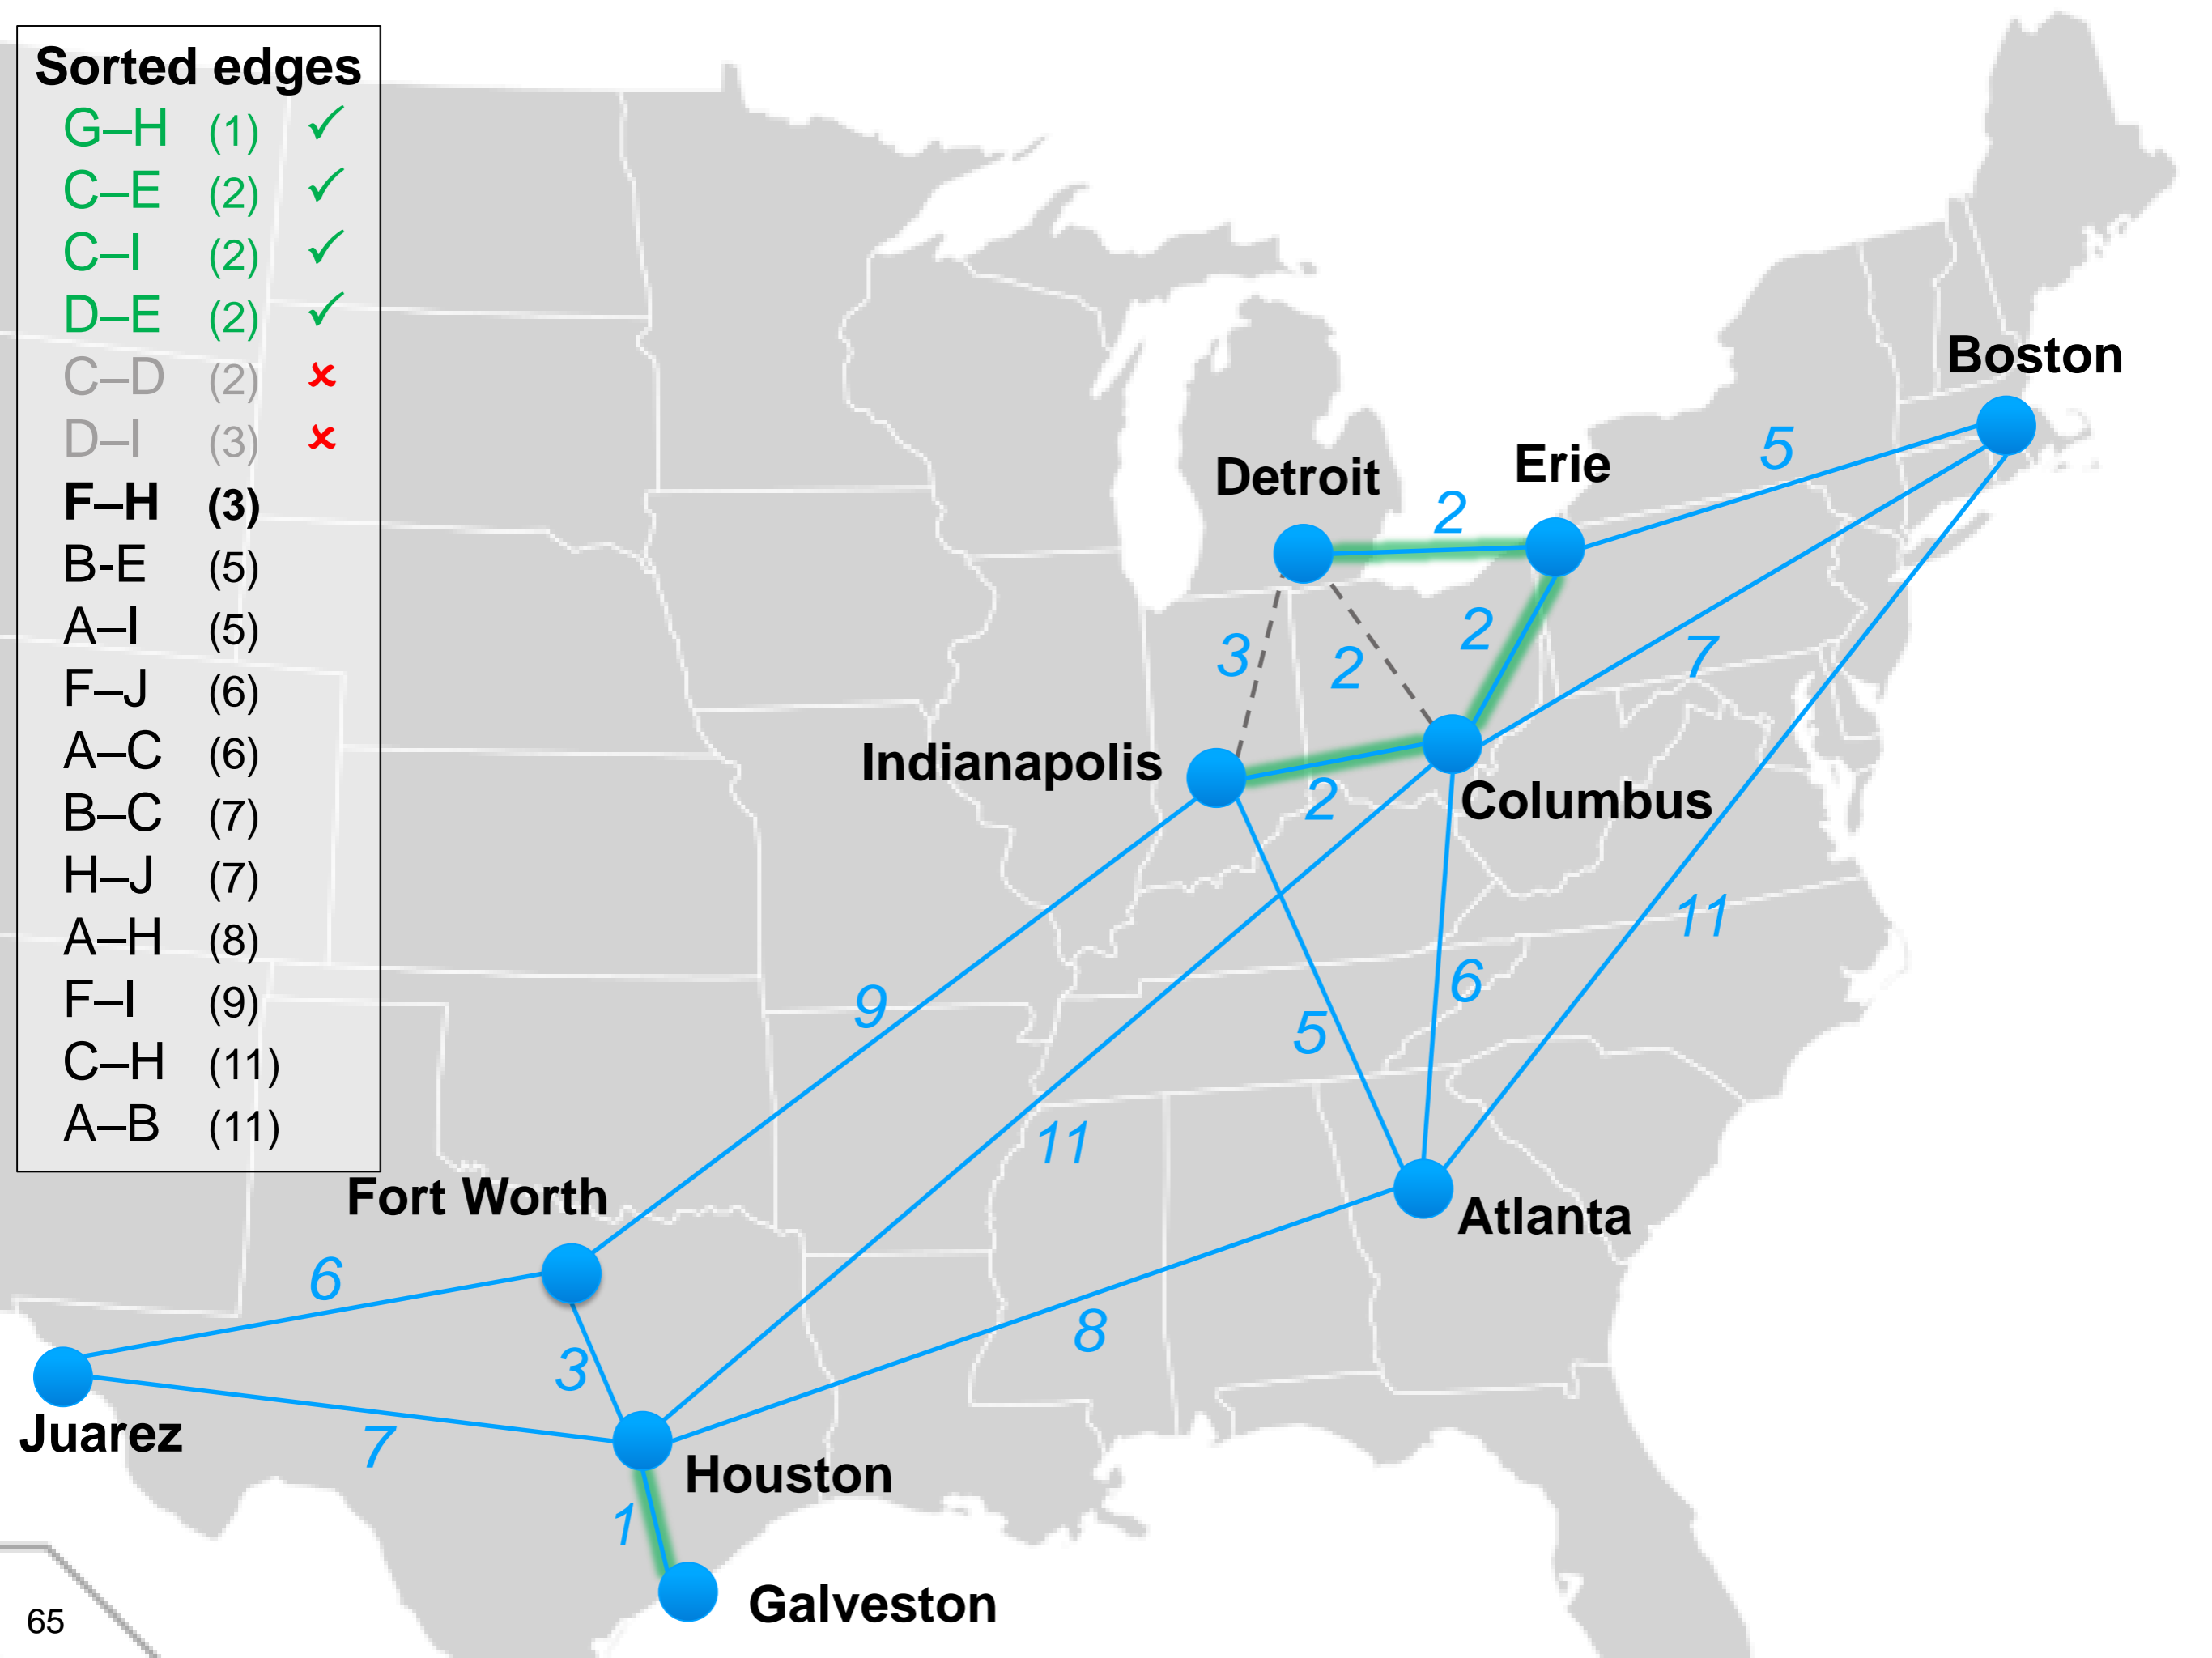 Sorted edges
G–H (1) ✓
C–E (2) ✓
C–I (2) ✓
D–E (2) ✓
C–D (2) ✘
D–I (3) ✘
F–H (3)
B-E (5)
A–I (5)
F–J (6)
A–C (6)
B–C (7)
H–J (7)
A–H (8)
F–I (9)
C–H (11)
A–B (11)
Boston
5
Erie
Detroit
2
2
3
2
7
Indianapolis
2
Columbus
11
9
6
5
11
Fort Worth
Atlanta
6
8
3
Juarez
7
Houston
1
Galveston
65